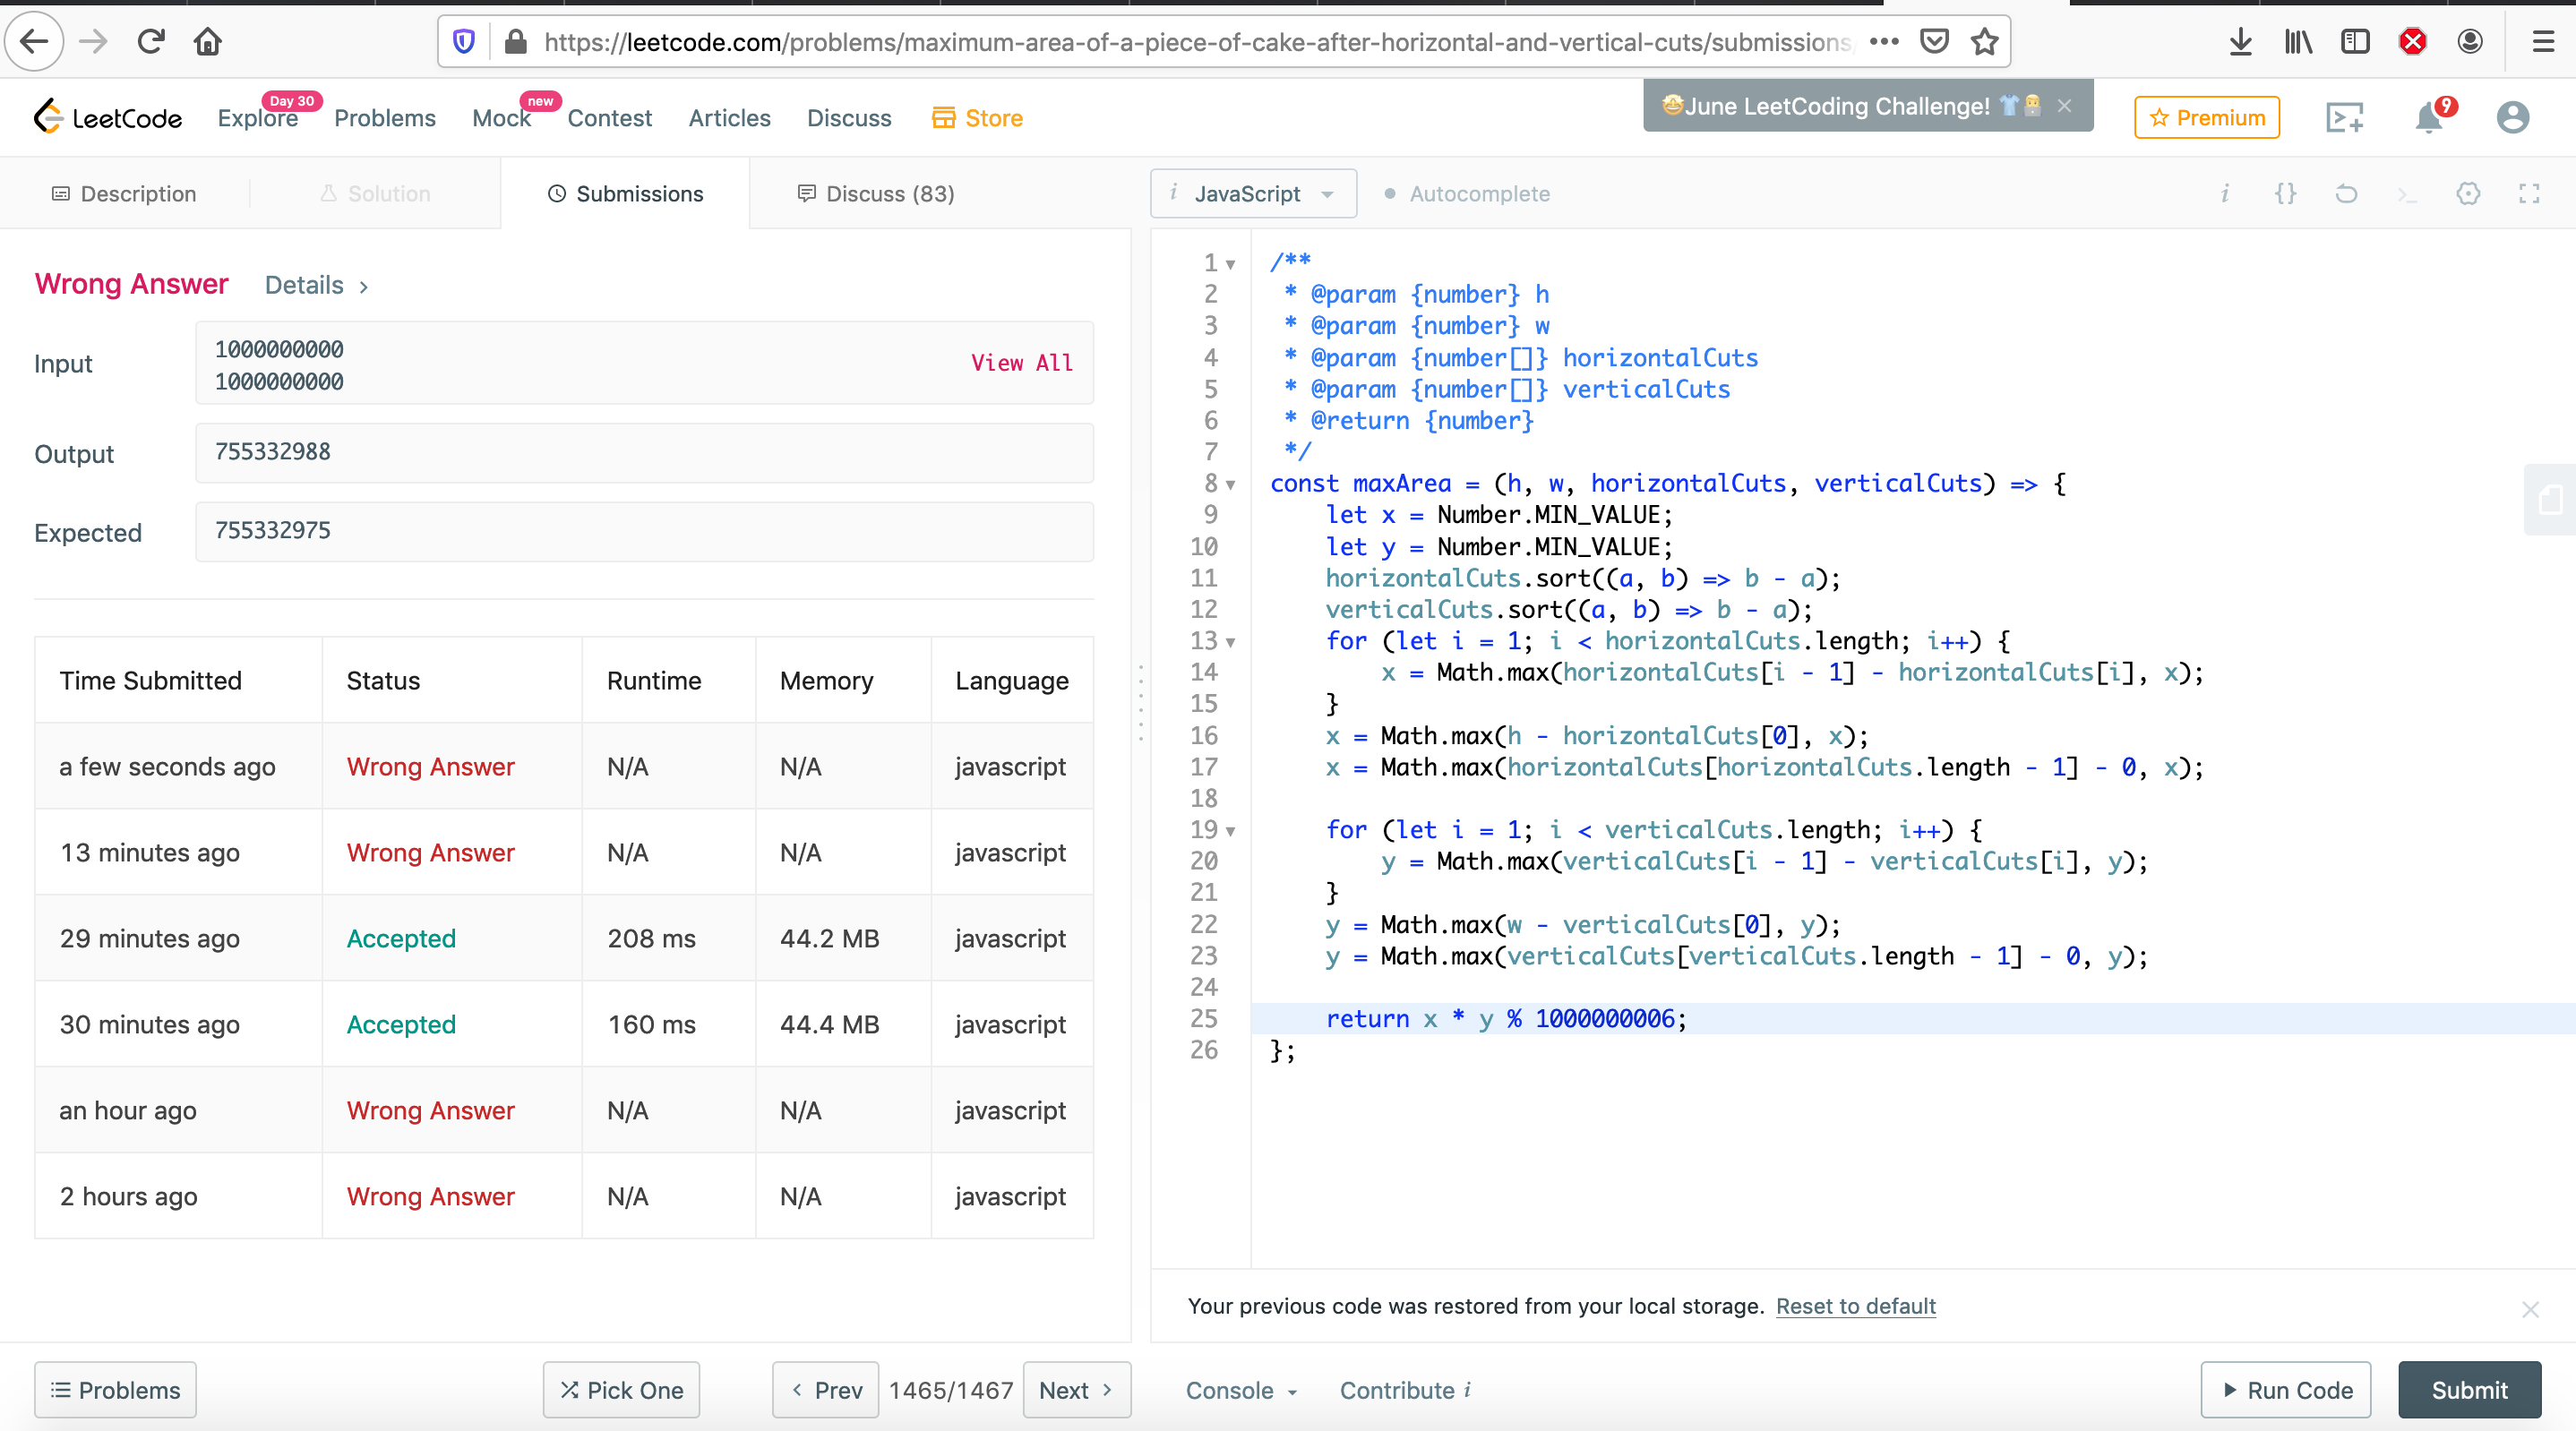 https://leetcode.com/problems/maximum-area-of-a-piece-of-cake-after-horizontal-and-vertical-cuts/submissions
LeetCode
Explore
Day 30
Problems
Mock
new
Contest
Articles
Discuss
Store
🤩June LeetCoding Challenge!
Premium
9
Description
Solution
Submissions
Discuss (83)
i JavaScript
Autocomplete
Wrong Answer
Details
Input
1000000000
1000000000
View All
Output
755332988
Expected
755332975
Time Submitted Status Runtime Memory Language
a few seconds ago Wrong Answer N/A N/A javascript
13 minutes ago Wrong Answer N/A N/A javascript
29 minutes ago Accepted 208 ms 44.2 MB javascript
30 minutes ago Accepted 160 ms 44.4 MB javascript
an hour ago Wrong Answer N/A N/A javascript
2 hours ago Wrong Answer N/A N/A javascript
Problems
Pick One
Prev
1465/1467
Next
1 /**
2  * @param {number} h
3  * @param {number} w
4  * @param {number[]} horizontalCuts
5  * @param {number[]} verticalCuts
6  * @return {number}
7  */
8 const maxArea = (h, w, horizontalCuts, verticalCuts) => {
9     let x = Number.MIN_VALUE;
10     let y = Number.MIN_VALUE;
11     horizontalCuts.sort((a, b) => b - a);
12     verticalCuts.sort((a, b) => b - a);
13     for (let i = 1; i < horizontalCuts.length; i++) {
14         x = Math.max(horizontalCuts[i - 1] - horizontalCuts[i], x);
15     }
16     x = Math.max(h - horizontalCuts[0], x);
17     x = Math.max(horizontalCuts[horizontalCuts.length - 1] - 0, x);
18
19     for (let i = 1; i < verticalCuts.length; i++) {
20         y = Math.max(verticalCuts[i - 1] - verticalCuts[i], y);
21     }
22     y = Math.max(w - verticalCuts[0], y);
23     y = Math.max(verticalCuts[verticalCuts.length - 1] - 0, y);
24
25     return x * y % 1000000006;
26 };
Your previous code was restored from your local storage. Reset to default
Console
Contribute i
Run Code
Submit